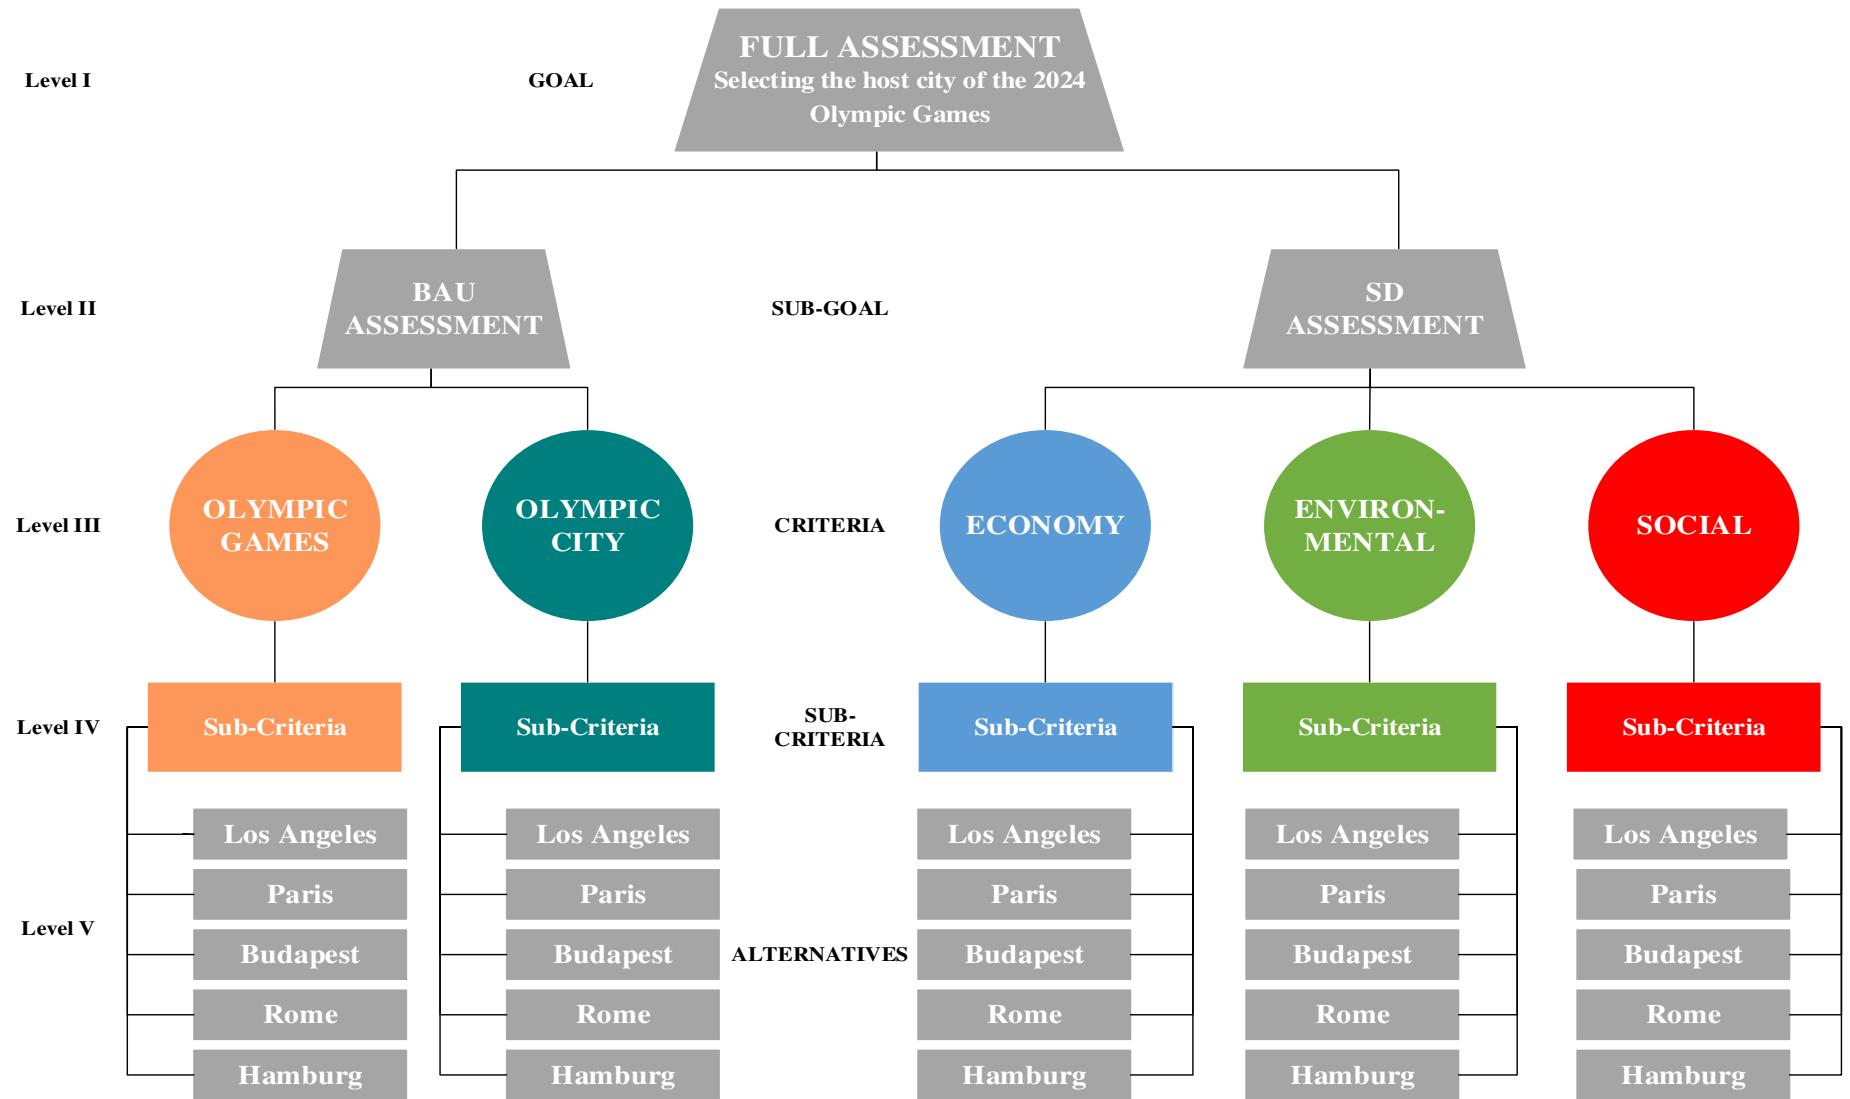 FULL ASSESSMENT
Selecting the host city of the 2024
Olympic Games
Level I
GOAL
BAU
ASSESSMENT
SD
ASSESSMENT
Level II
SUB-GOAL
OLYMPIC
GAMES
OLYMPIC
CITY
Level III
CRITERIA
ECONOMY
ENVIRON-
MENTAL
SOCIAL
Level IV
Sub-Criteria
Sub-Criteria
SUB-
CRITERIA
Sub-Criteria
Sub-Criteria
Sub-Criteria
Los Angeles
Los Angeles
Los Angeles
Los Angeles
Los Angeles
Paris
Paris
Paris
Paris
Paris
Level V
Budapest
Budapest
ALTERNATIVES
Budapest
Budapest
Budapest
Rome
Rome
Rome
Rome
Rome
Hamburg
Hamburg
Hamburg
Hamburg
Hamburg